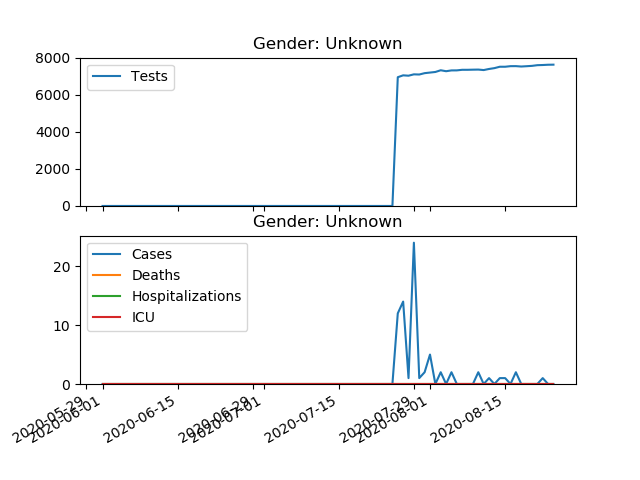 Gender: Unknown
8000
6000
4000
2000
0
Tests
Gender: Unknown
20
10
0
Cases
Deaths
Hospitalizations
ICU
2020-05-29
2020-06-01
2020-06-15
2020-06-29
2020-07-01
2020-07-15
2020-07-29
2020-08-01
2020-08-15